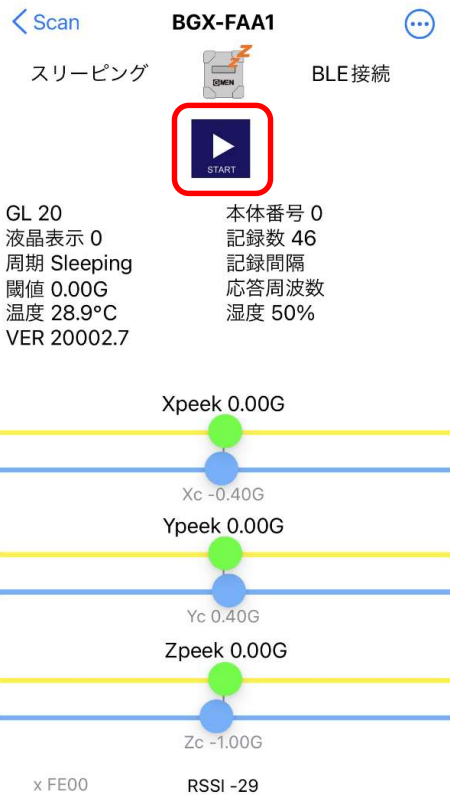 Scan
BGX-FAA1
スリーピング
BLE接続
GMEN
START
GL 20
液晶表示 0
周期 Sleeping
閾値 0.00G
温度 28.9°C
VER 20002.7
本体番号 0
記録数 46
記録間隔
応答周波数
湿度 50%
Xpeek 0.00G
Xc -0.40G
Ypeek 0.00G
Yc 0.40G
Zpeek 0.00G
Zc -1.00G
x FE00
RSSI -29